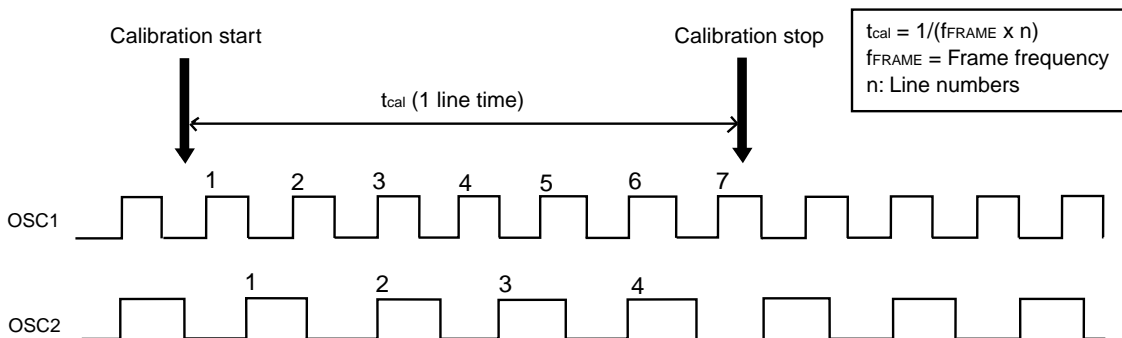 Calibration start
Calibration stop
tcal = 1/(fFRAME x n)
fFRAME = Frame frequency
n: Line numbers
tcal (1 line time)
1 2 3 4 5 6 7
OSC1
1 2 3 4
OSC2